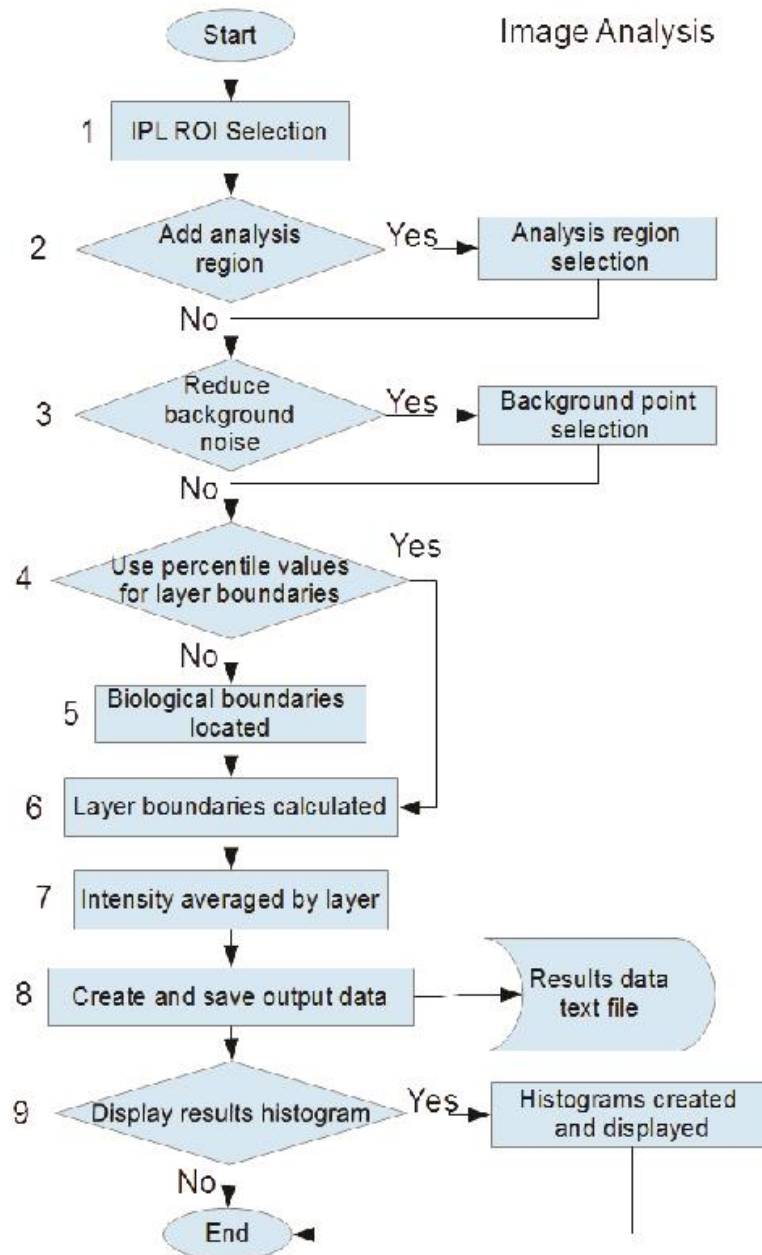 Start
Image Analysis
1
IPL ROI Selection
2
Add analysis
region
Yes
Analysis region
selection
No
3
Reduce
background
noise
Yes
Background point
selection
No
4
Use percentile values
for layer boundaries
Yes
No
5
Biological boundaries
located
6
Layer boundaries calculated
7
Intensity averaged by layer
8
Create and save output data
Results data
text file
9
Display results histogram
Yes
Histograms created
and displayed
No
End